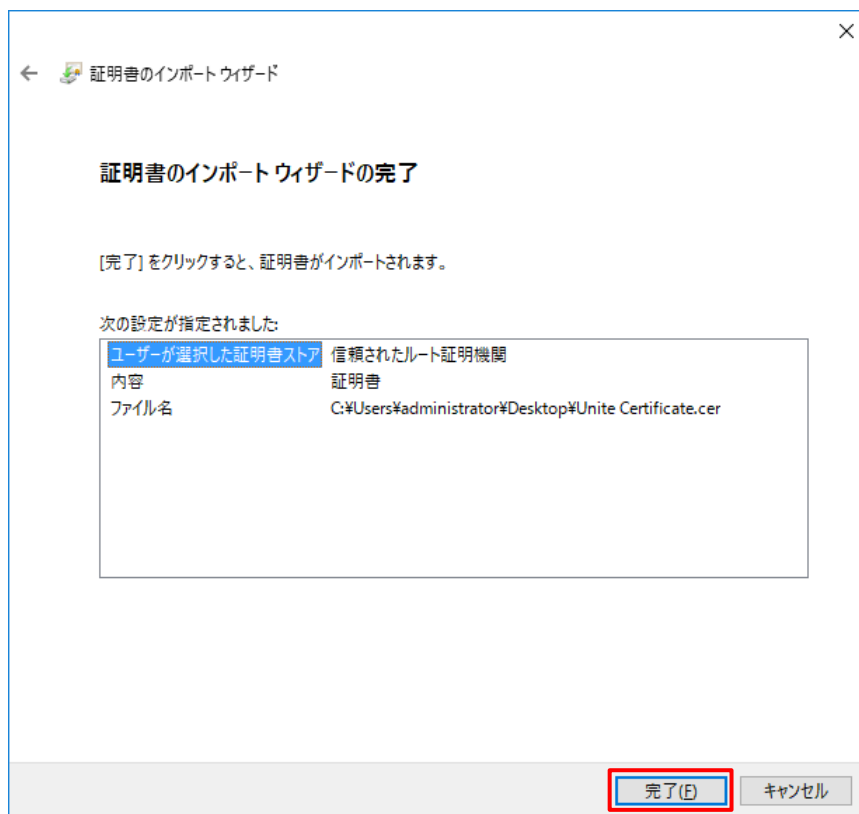 証明書のインポート ウィザード
証明書のインポート ウィザードの完了
[完了] をクリックすると、証明書がインポートされます。
次の設定が指定されました:
ユーザーが選択した証明書ストア 信頼されたルート証明機関
内容 証明書
ファイル名 C:¥Users¥administrator¥Desktop¥Unite Certificate.cer
完了(F) キャンセル